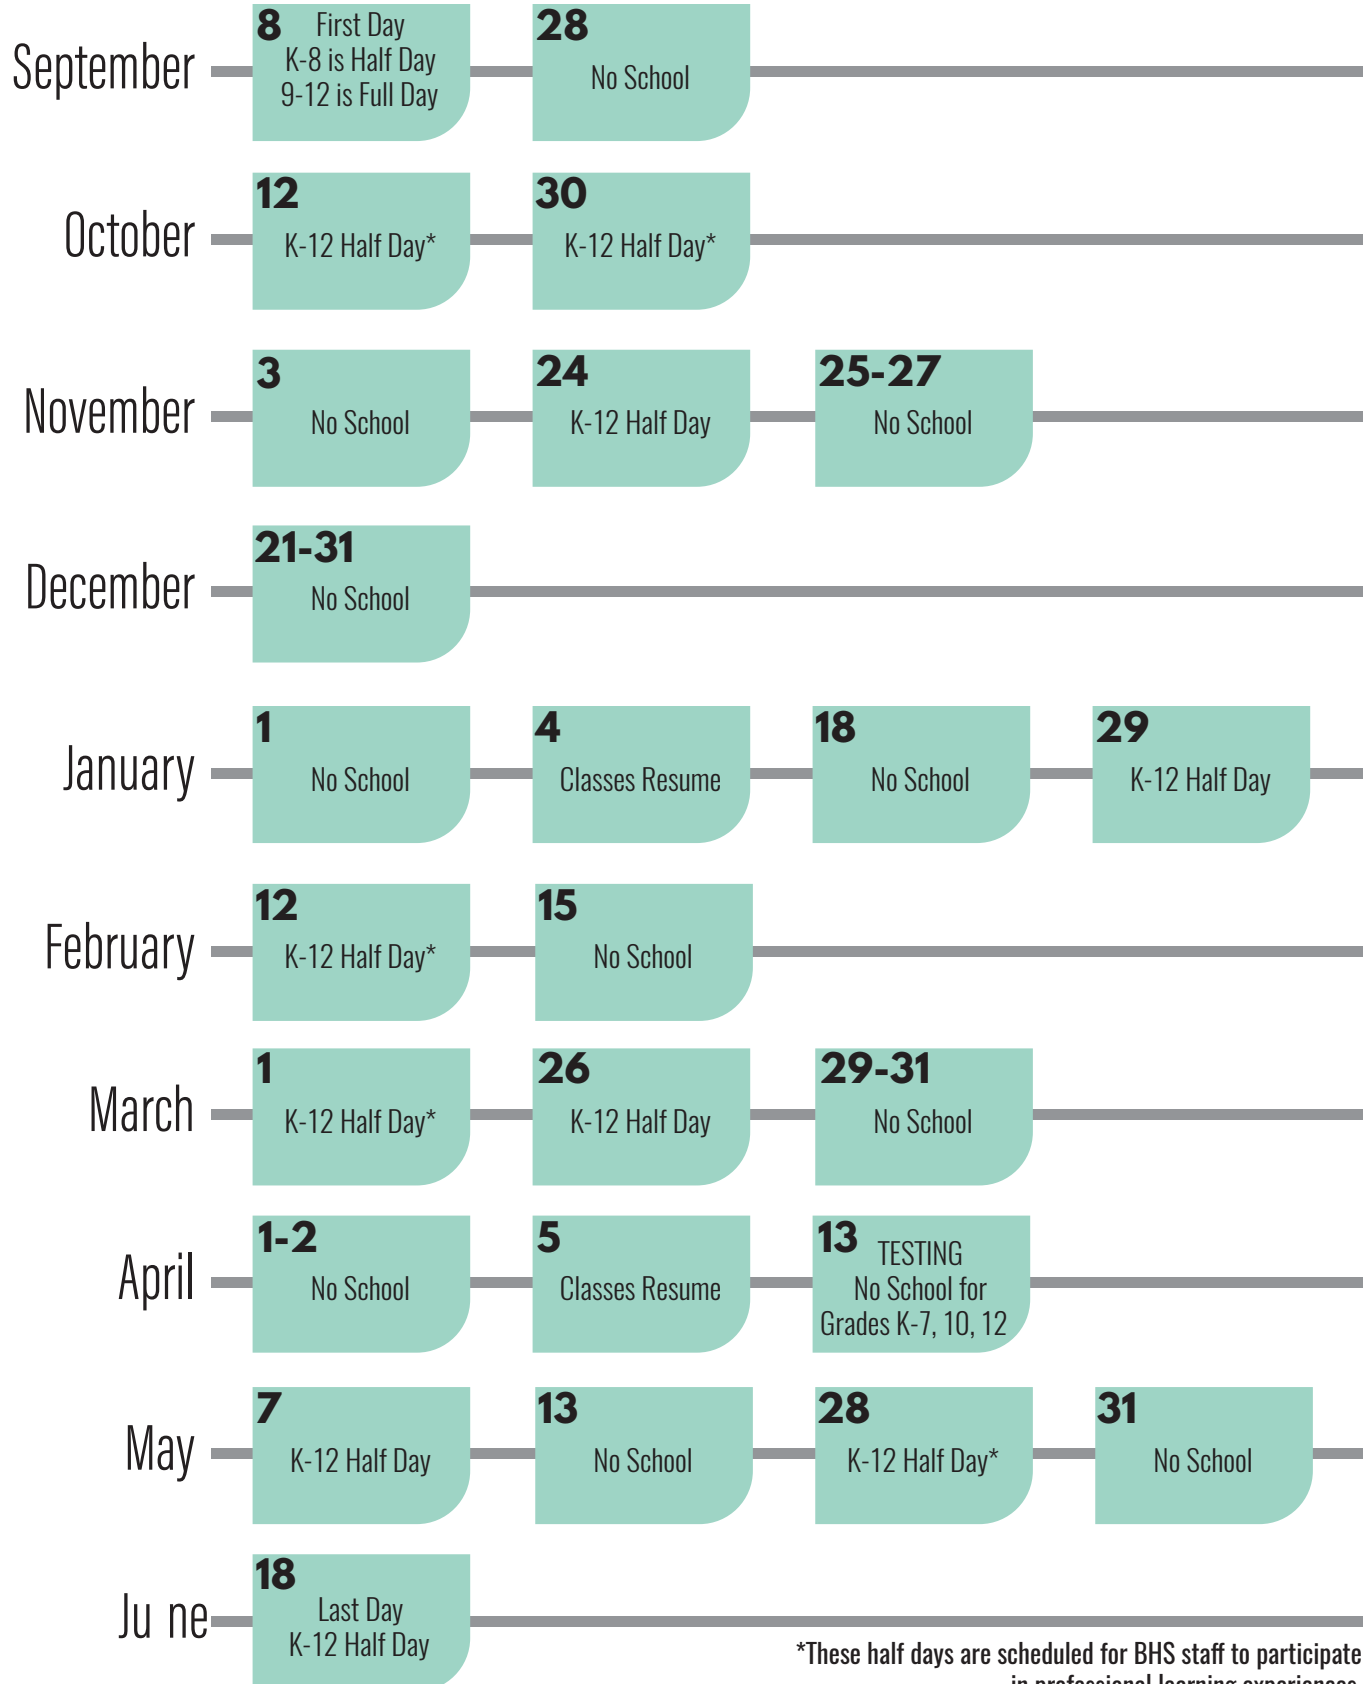 September
8
First Day
K-8 is Half Day
9-12 is Full Day
28
No School
October
12
K-12 Half Day*
30
K-12 Half Day*
November
3
No School
24
K-12 Half Day
25-27
No School
December
21-31
No School
January
1
No School
4
Classes Resume
18
No School
29
K-12 Half Day
February
12
K-12 Half Day*
15
No School
March
1
K-12 Half Day*
26
K-12 Half Day
29-31
No School
April
1-2
No School
5
Classes Resume
13
TESTING
No School for
Grades K-7, 10, 12
May
7
K-12 Half Day
13
No School
28
K-12 Half Day*
31
No School
Ju ne
18
Last Day
K-12 Half Day
*These half days are scheduled for BHS staff to participate
in professional learning experiences